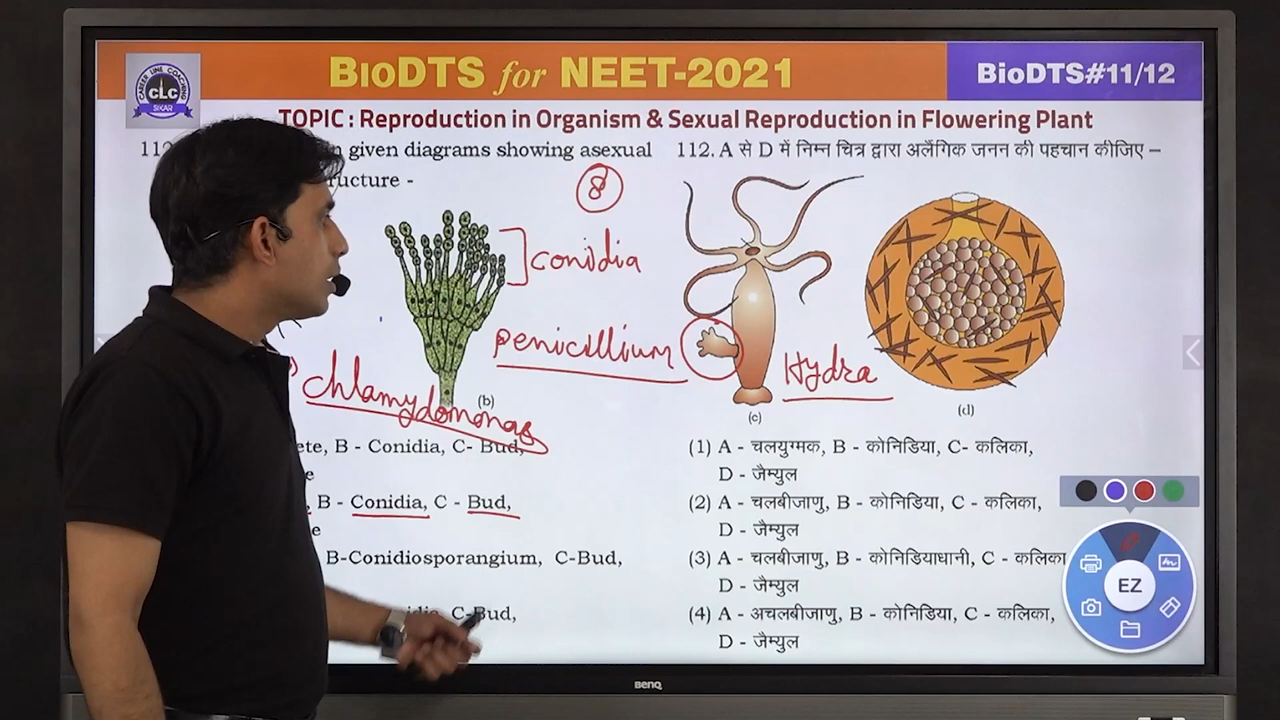 BIODTS for NEET-2021
BIODTS#11/12
CAREER LINE COACHING
CLC
SIKAR
TOPIC : Reproduction in Organism & Sexual Reproduction in Flowering Plant
given diagrams showing asexual
ructure -
8
conidia
penicillium
chlamydomonas
(b)
ete, B - Conidia, C- Bud,
e
, B - Conidia, C - Bud,
e
B-Conidiosporangium, C-Bud,
idia, C-Bud,
112. A से D में निम्न चित्र द्वारा अलैंगिक जनन की पहचान कीजिए –
Hydra
(c)
(d)
(1) A - चलयुग्मक, B - कोनिडिया, C- कलिका,
D - जैम्युल
(2) A - चलबीजाणु, B - कोनिडिया, C - कलिका,
D - जैम्युल
(3) A - चलबीजाणु, B - कोनिडियाधानी, C - कलिका
D - जैम्युल
(4) A - अचलबीजाणु, B - कोनिडिया, C - कलिका,
D - जैम्युल
EZ
BenQ